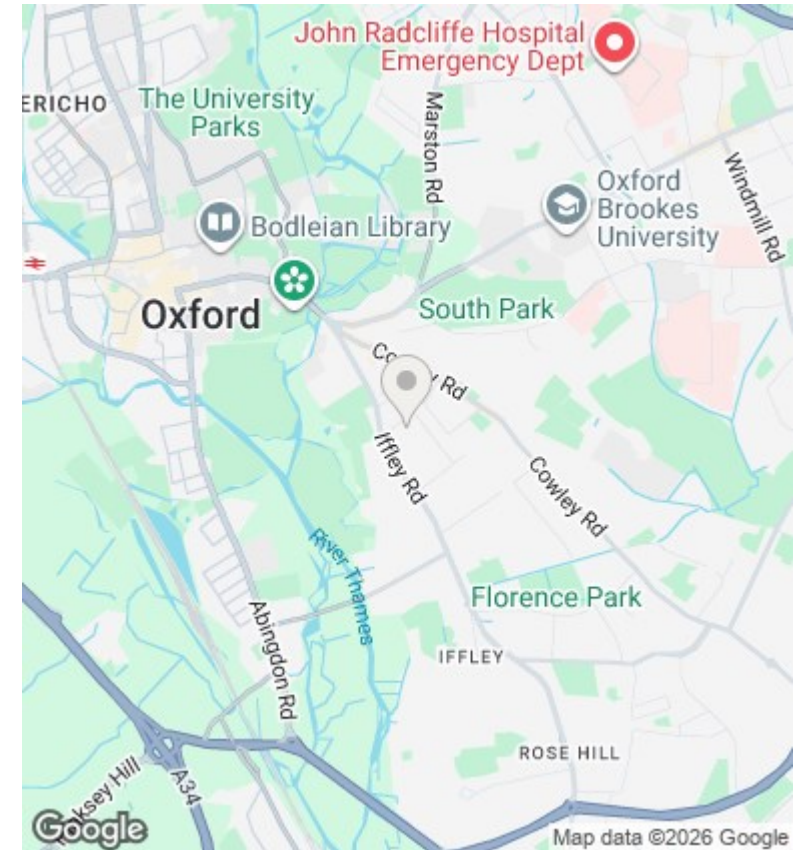 John Radcliffe Hospital
Emergency Dept
ERICHO
The University
Parks
Marston Rd
Windmill Rd
Oxford
Brookes
University
Bodleian Library
Oxford
South Park
Rd
Iffley Rd
Cowley Rd
River Thames
Florence Park
Abingdon Rd
IFFLEY
ROSE HILL
ksey Hill
A34
Google
Map data ©2026 Google